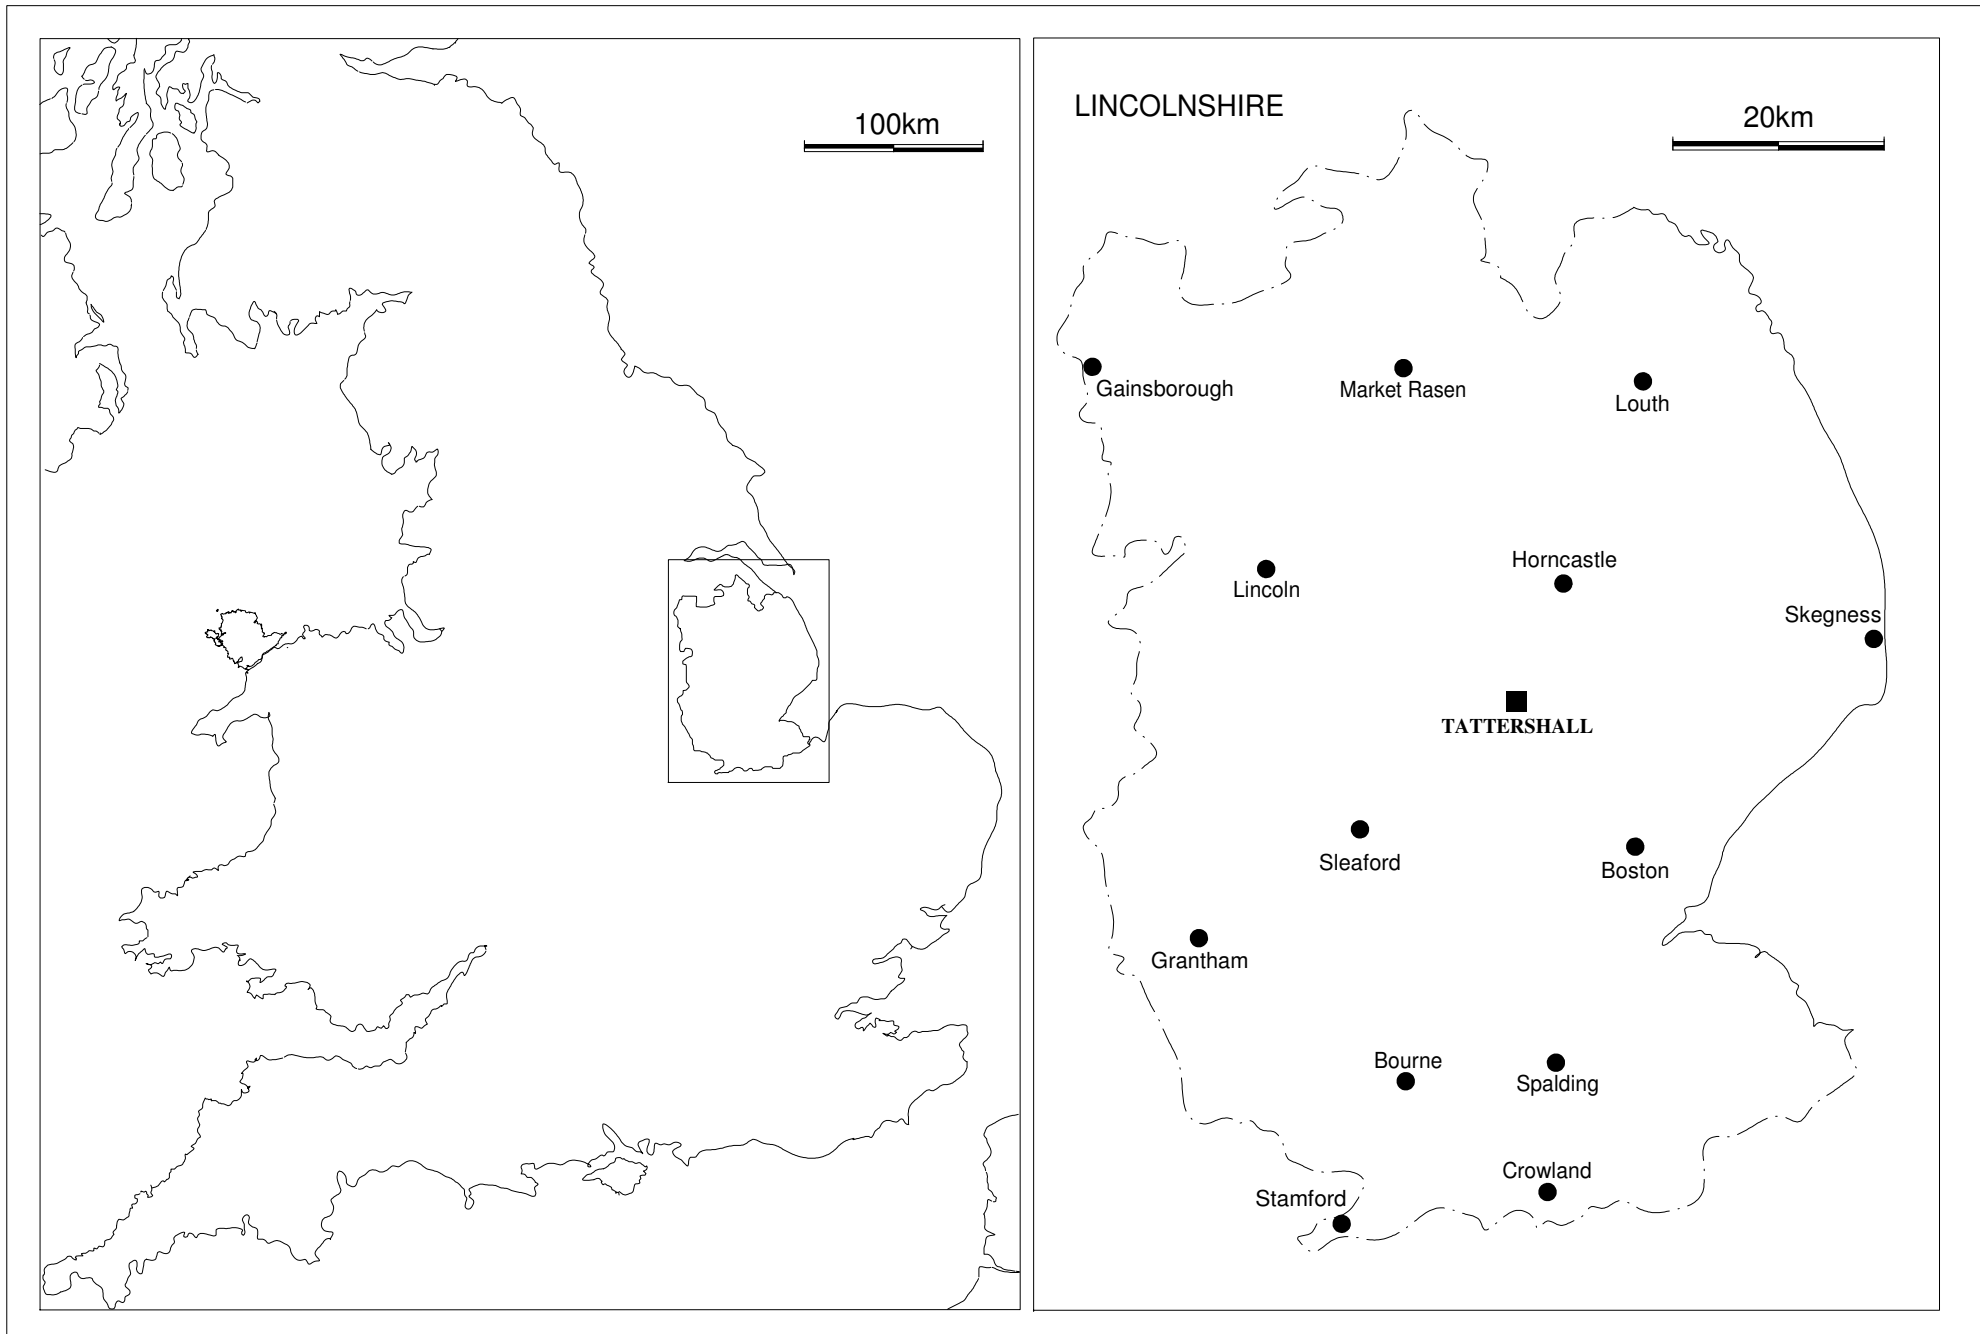 100km
LINCOLNSHIRE
20km
Gainsborough
Market Rasen
Louth
Horncastle
Lincoln
Skegness
TATTERSHALL
Sleaford
Boston
Grantham
Bourne
Spalding
Crowland
Stamford